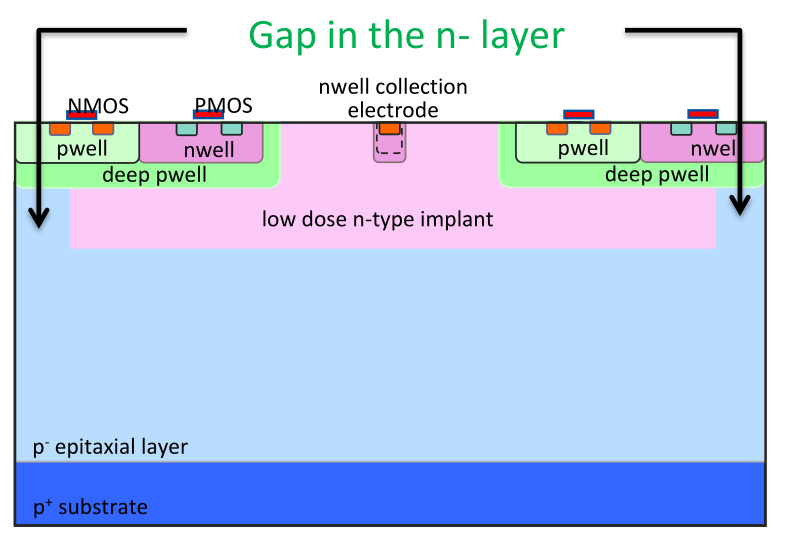 Gap in the n- layer
nwell collection
electrode
NMOS
PMOS
pwell
nwell
deep pwell
pwell
nwel
deep pwell
low dose n-type implant
p⁻ epitaxial layer
p⁺ substrate